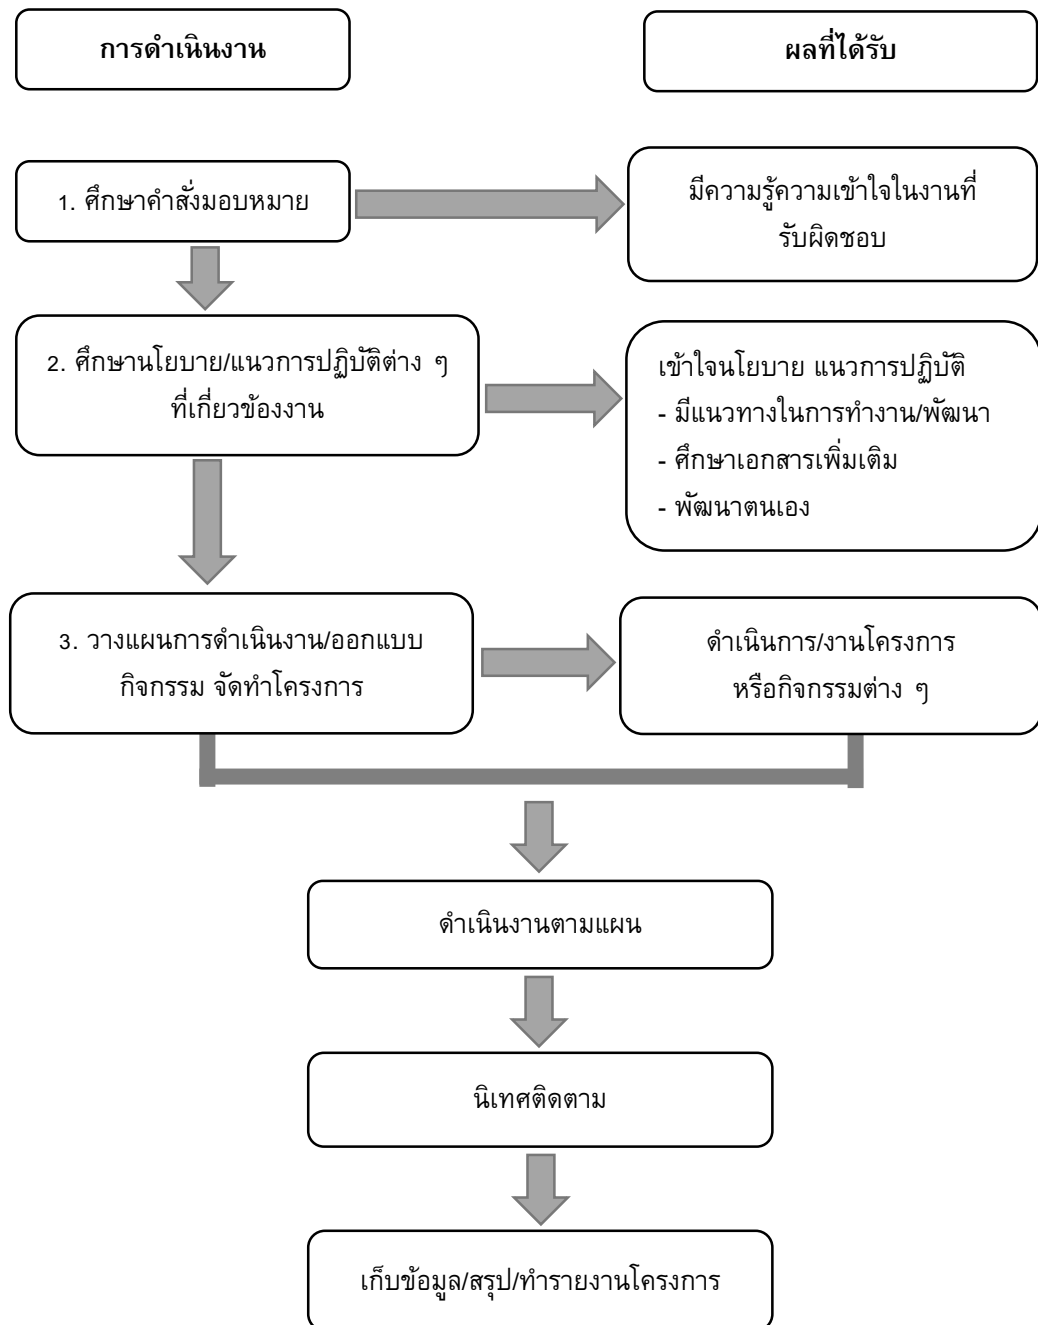 การดำเนินงาน
ผลที่ได้รับ
1. ศึกษาคำสั่งมอบหมาย
มีความรู้ความเข้าใจในงานที่
รับผิดชอบ
2. ศึกษานโยบาย/แนวการปฏิบัติต่าง ๆ
ที่เกี่ยวข้องงาน
เข้าใจนโยบาย แนวการปฏิบัติ
- มีแนวทางในการทำงาน/พัฒนา
- ศึกษาเอกสารเพิ่มเติม
- พัฒนาตนเอง
3. วางแผนการดำเนินงาน/ออกแบบ
กิจกรรม จัดทำโครงการ
ดำเนินการ/งานโครงการ
หรือกิจกรรมต่าง ๆ
ดำเนินงานตามแผน
นิเทศติดตาม
เก็บข้อมูล/สรุป/ทำรายงานโครงการ